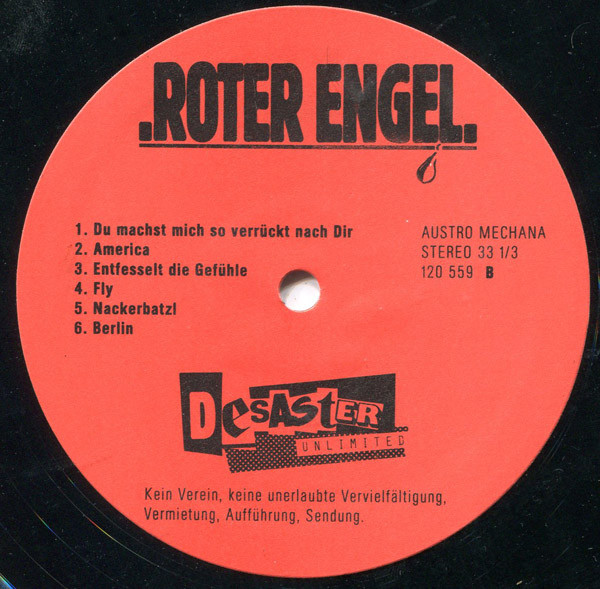 .ROTER ENGEL.
1. Du machst mich so verrückt nach Dir
2. America
3. Entfesselt die Gefühle
4. Fly
5. Nackerbatzl
6. Berlin
AUSTRO MECHANA
STEREO 33 1/3
120 559 B
DESASTER
UNLIMITED
Kein Verein, keine unerlaubte Vervielfältigung,
Vermietung, Aufführung, Sendung.